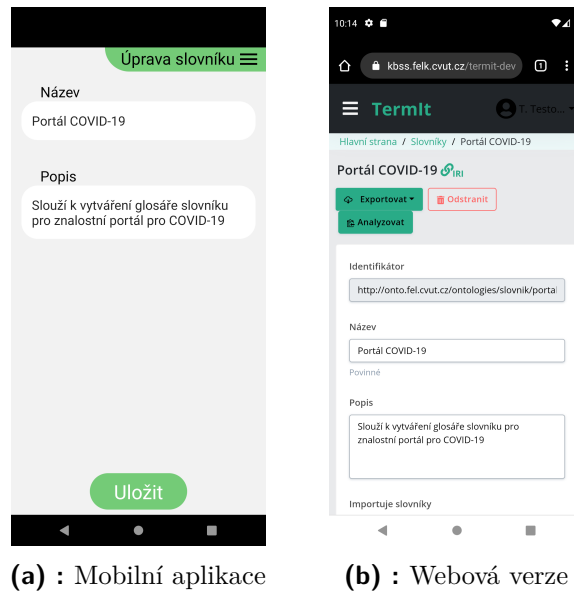 Úprava slovníku
Název
Portál COVID-19
Popis
Slouží k vytváření glosáře slovníku
pro znalostní portál pro COVID-19
Uložit
(a) : Mobilní aplikace
10:14
kbss.felk.cvut.cz/termit-dev
1
TermIt
T. Testo...
Hlavní strana / Slovníky / Portál COVID-19
Portál COVID-19 IRI
Exportovat
Odstranit
Analyzovat
Identifikátor
http://onto.fel.cvut.cz/ontologies/slovnik/portal
Název
Portál COVID-19
Povinné
Popis
Slouží k vytváření glosáře slovníku pro
znalostní portál pro COVID-19
Importuje slovníky
(b) : Webová verze